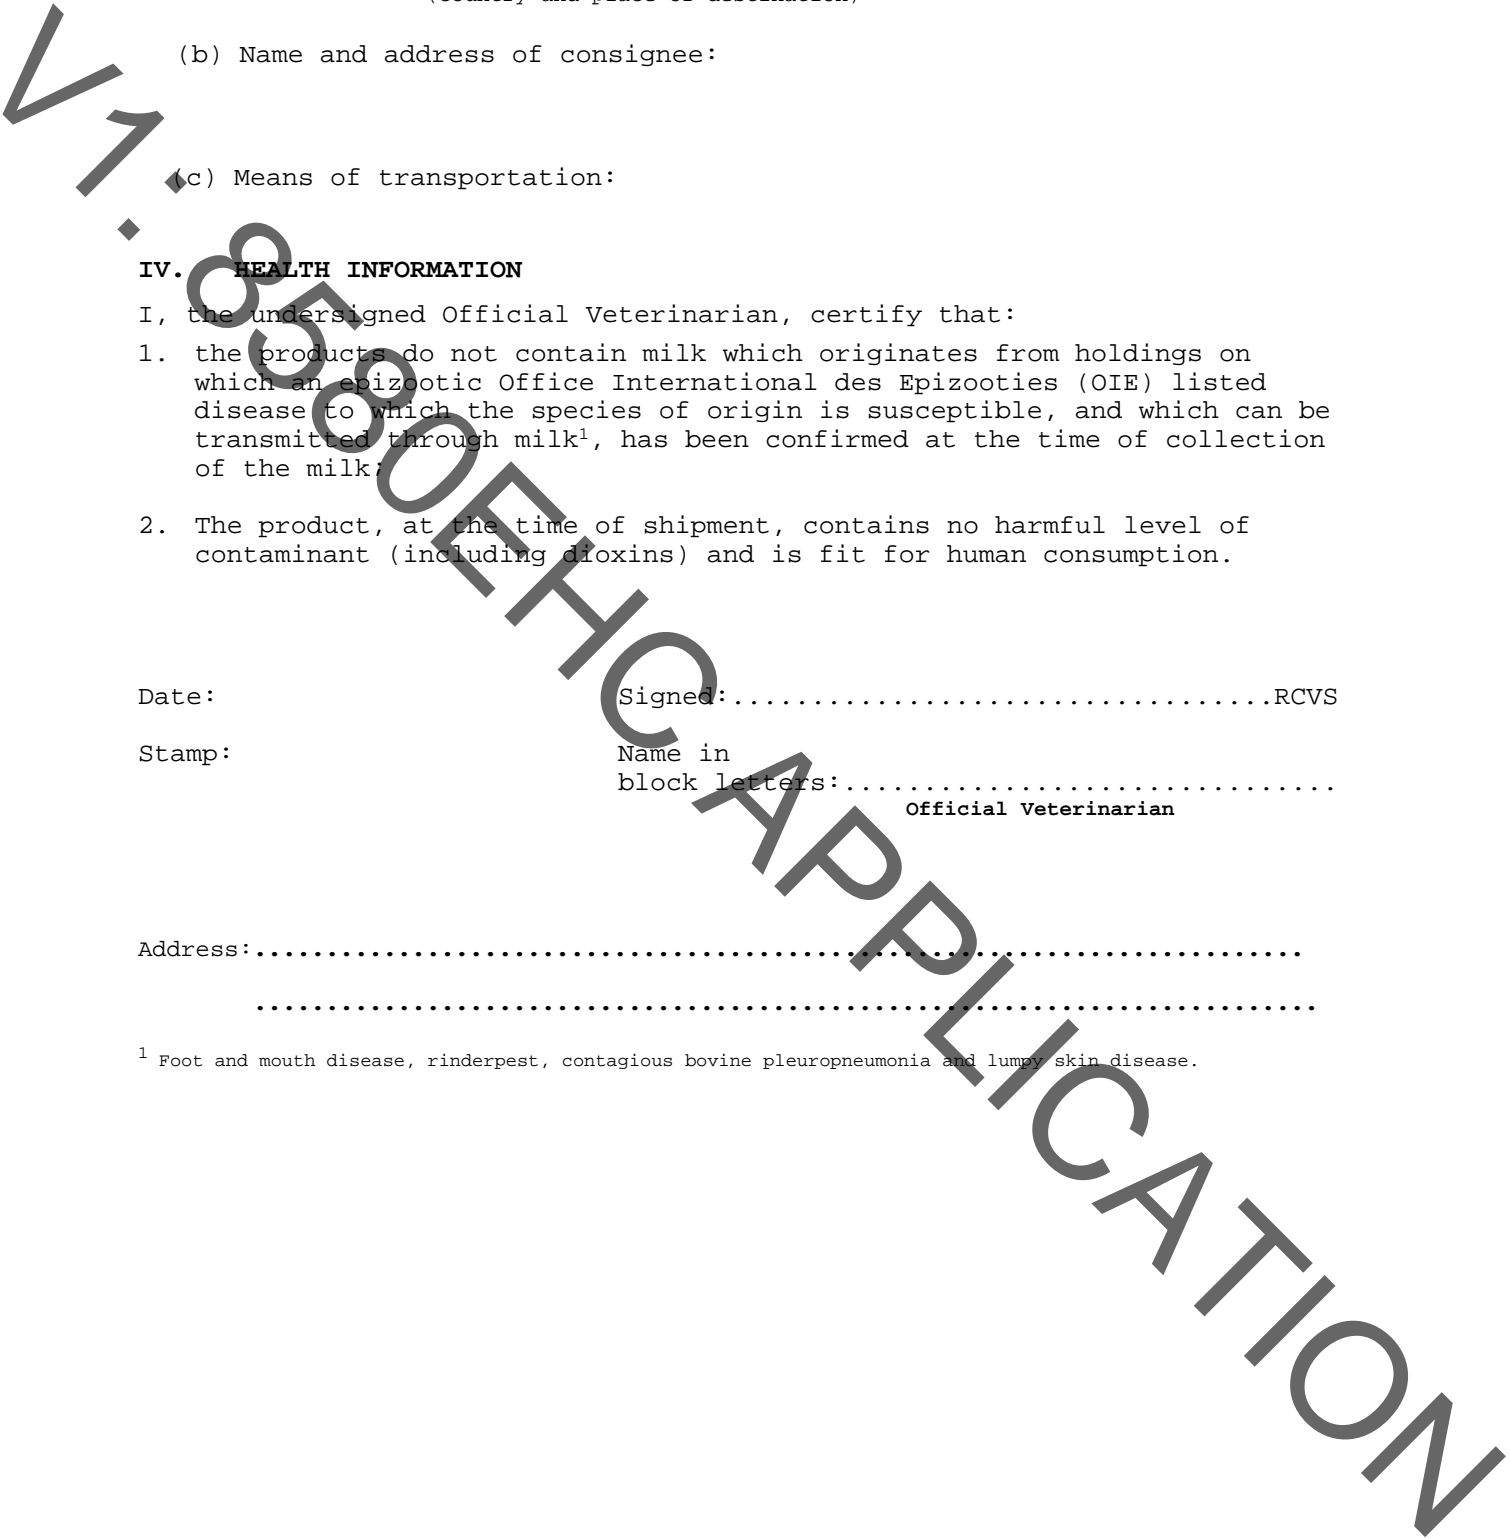 (Country and place of destination)
(b) Name and address of consignee:
(c) Means of transportation:
IV. HEALTH INFORMATION
I, the undersigned Official Veterinarian, certify that:
1. the products do not contain milk which originates from holdings on
which an epizootic Office International des Epizooties (OIE) listed
disease to which the species of origin is susceptible, and which can be
transmitted through milk1, has been confirmed at the time of collection
of the milk;
2. The product, at the time of shipment, contains no harmful level of
contaminant (including dioxins) and is fit for human consumption.
Date: Signed:..................................RCVS
Stamp: Name in
block letters:...............................
Official Veterinarian
Address:..........................................................................
...........................................................................
1 Foot and mouth disease, rinderpest, contagious bovine pleuropneumonia and lumpy skin disease.
V1: 8580EHC APPLICATION